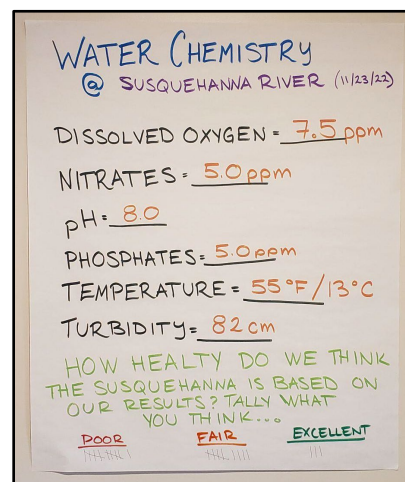 WATER CHEMISTRY
@ SUSQUEHANNA RIVER (11/23/22)
DISSOLVED OXYGEN = 7.5 ppm
NITRATES = 5.0 ppm
pH = 8.0
PHOSPHATES = 5.0 ppm
TEMPERATURE = 55°F/13°C
TURBIDITY = 82 cm
HOW HEALTY DO WE THINK
THE SUSQUEHANNA IS BASED ON
OUR RESULTS? TALLY WHAT
YOU THINK...
POOR FAIR EXCELLENT